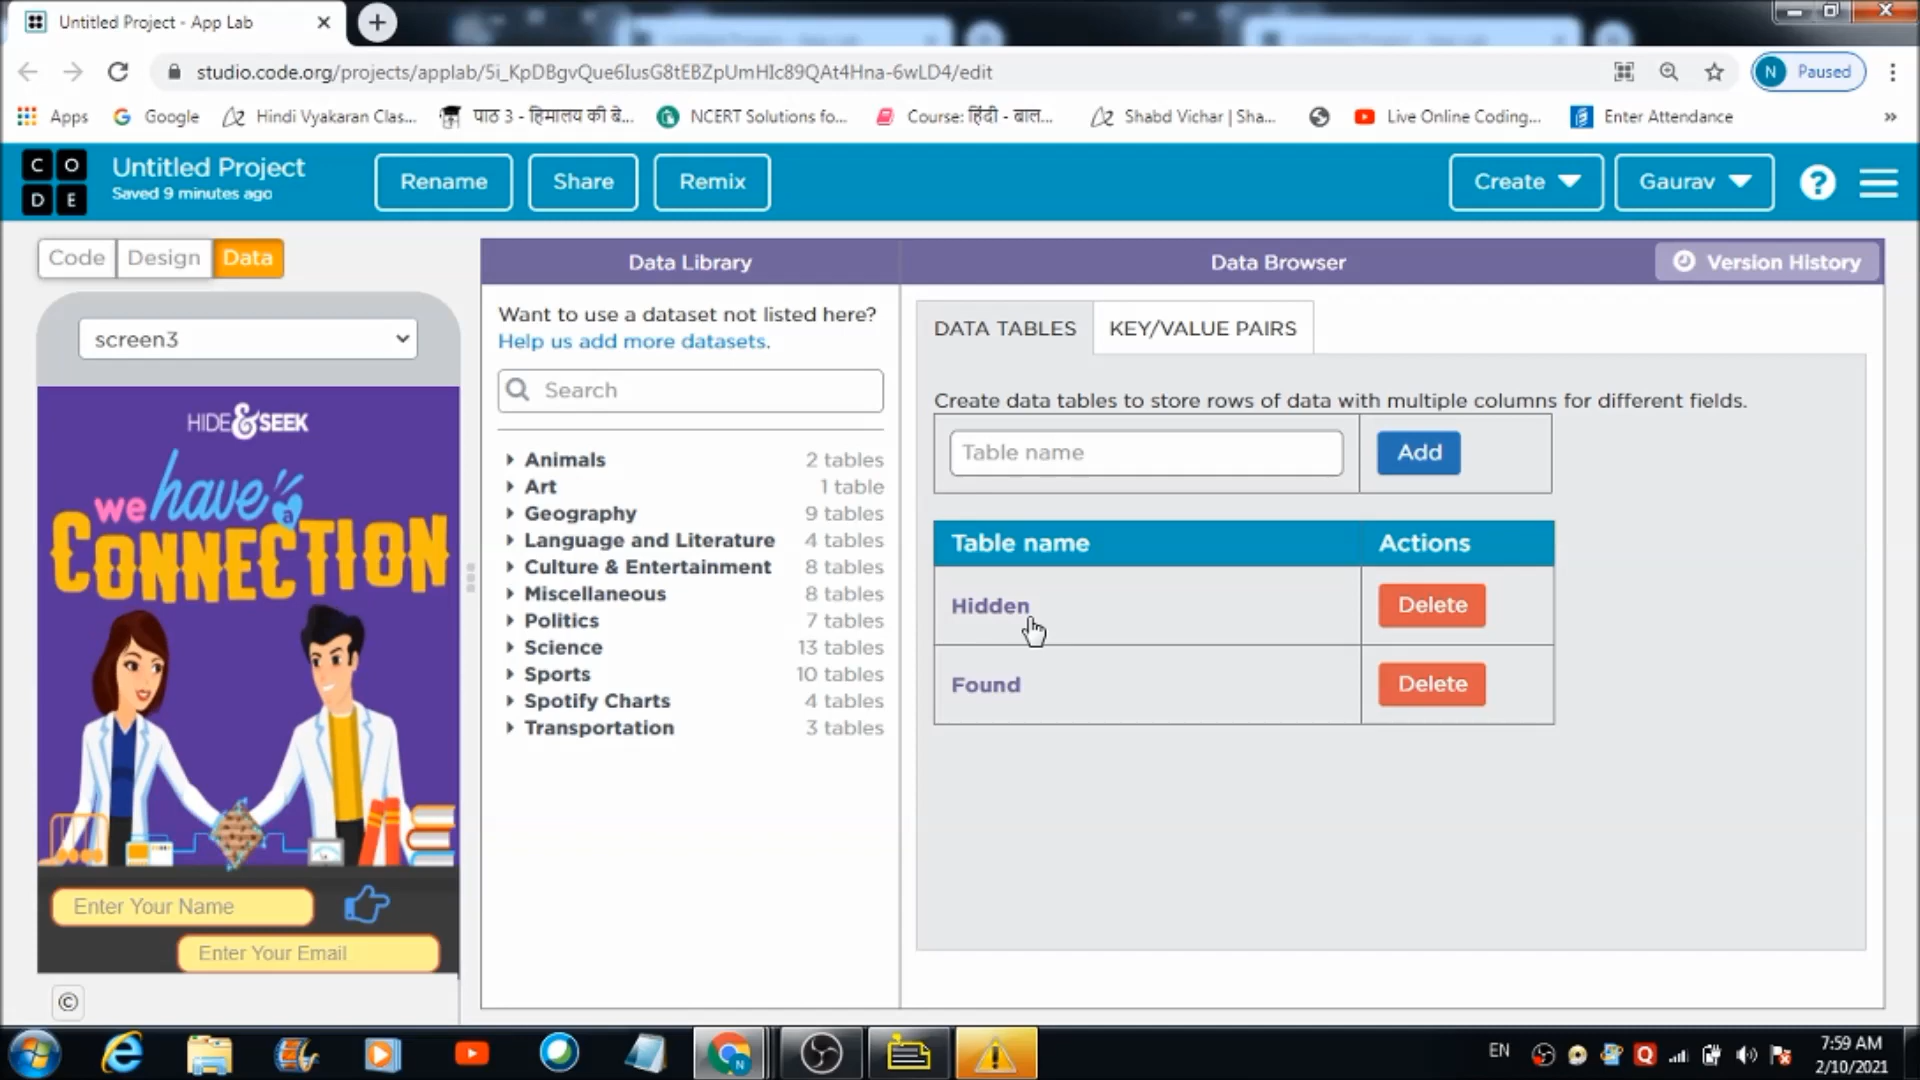 Untitled Project - App Lab
studio.code.org/projects/applab/5i_KpDBgvQue6IusG8tEBZpUmHIc89QAt4Hna-6wLD4/edit
N Paused
Apps
Google
Hindi Vyakaran Clas...
पाठ 3 - हिमालय की बे...
NCERT Solutions fo...
Course: हिंदी - बाल...
Shabd Vichar | Sha...
Live Online Coding...
Enter Attendance
»
C O
D E
Untitled Project
Saved 9 minutes ago
Rename
Share
Remix
Create
Gaurav
?
Code
Design
Data
Data Library
Data Browser
Version History
screen3
HIDE & SEEK
we have a
CONNECTION
Enter Your Name
Enter Your Email
©
Want to use a dataset not listed here?
Help us add more datasets.
Search
Animals 2 tables
Art 1 table
Geography 9 tables
Language and Literature 4 tables
Culture & Entertainment 8 tables
Miscellaneous 8 tables
Politics 7 tables
Science 13 tables
Sports 10 tables
Spotify Charts 4 tables
Transportation 3 tables
DATA TABLES
KEY/VALUE PAIRS
Create data tables to store rows of data with multiple columns for different fields.
Table name
Add
Table name Actions
Hidden Delete
Found Delete
EN
7:59 AM
2/10/2021